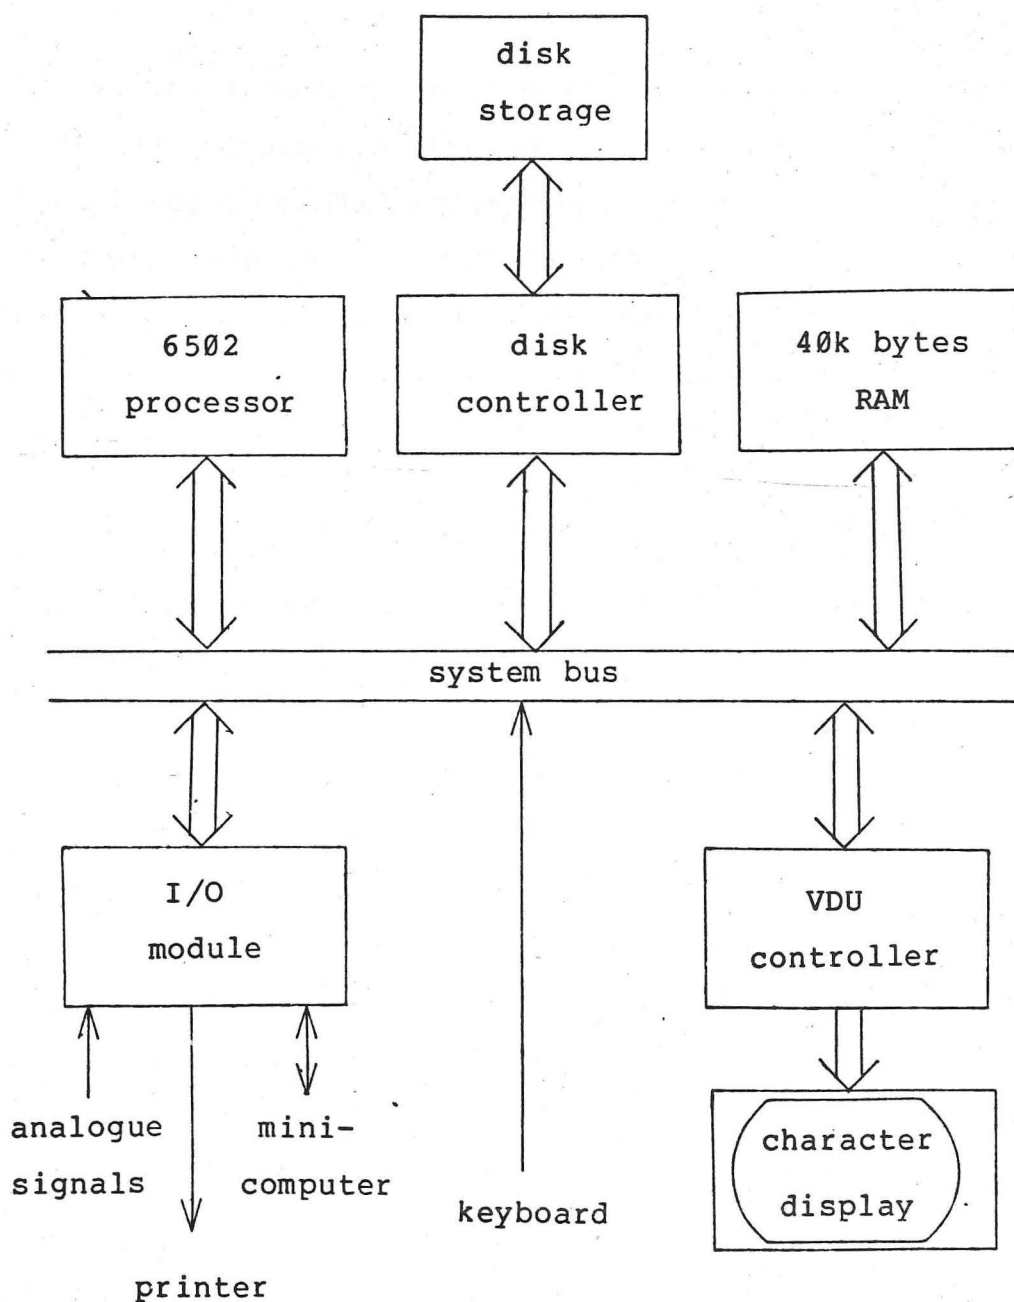 disk
storage
6502
processor
disk
controller
40k bytes
RAM
system bus
I/O
module
VDU
controller
analogue
signals
mini-
computer
printer
keyboard
character
display